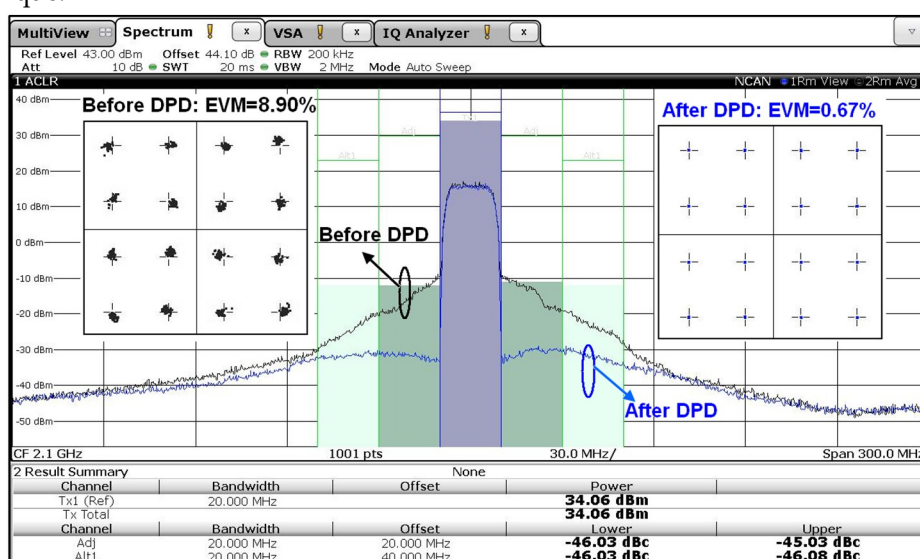 MultiView Spectrum X VSA X IQ Analyzer X
Ref Level 43.00 dBm Offset 44.10 dB RBW 200 kHz
Att 10 dB SWT 20 ms VBW 2 MHz Mode Auto Sweep
1 ACLR NCAN 1Rm View 2Rm Avg
40 dBm
Before DPD: EVM=8.90%
After DPD: EVM=0.67%
Adj Adj
30 dBm
Alt1 Alt1
20 dBm
10 dBm
Before DPD
0 dBm
-10 dBm
-20 dBm
-30 dBm
-40 dBm
After DPD
-50 dBm
CF 2.1 GHz 1001 pts 30.0 MHz/ Span 300.0 MHz
2 Result Summary None
Channel Bandwidth Offset Power
Tx1 (Ref) 20.000 MHz 34.06 dBm
Tx Total 34.06 dBm
Channel Bandwidth Offset Lower Upper
Adj 20.000 MHz 20.000 MHz -46.03 dBc -45.03 dBc
Alt1 20.000 MHz 40.000 MHz -46.03 dBc -46.08 dBc